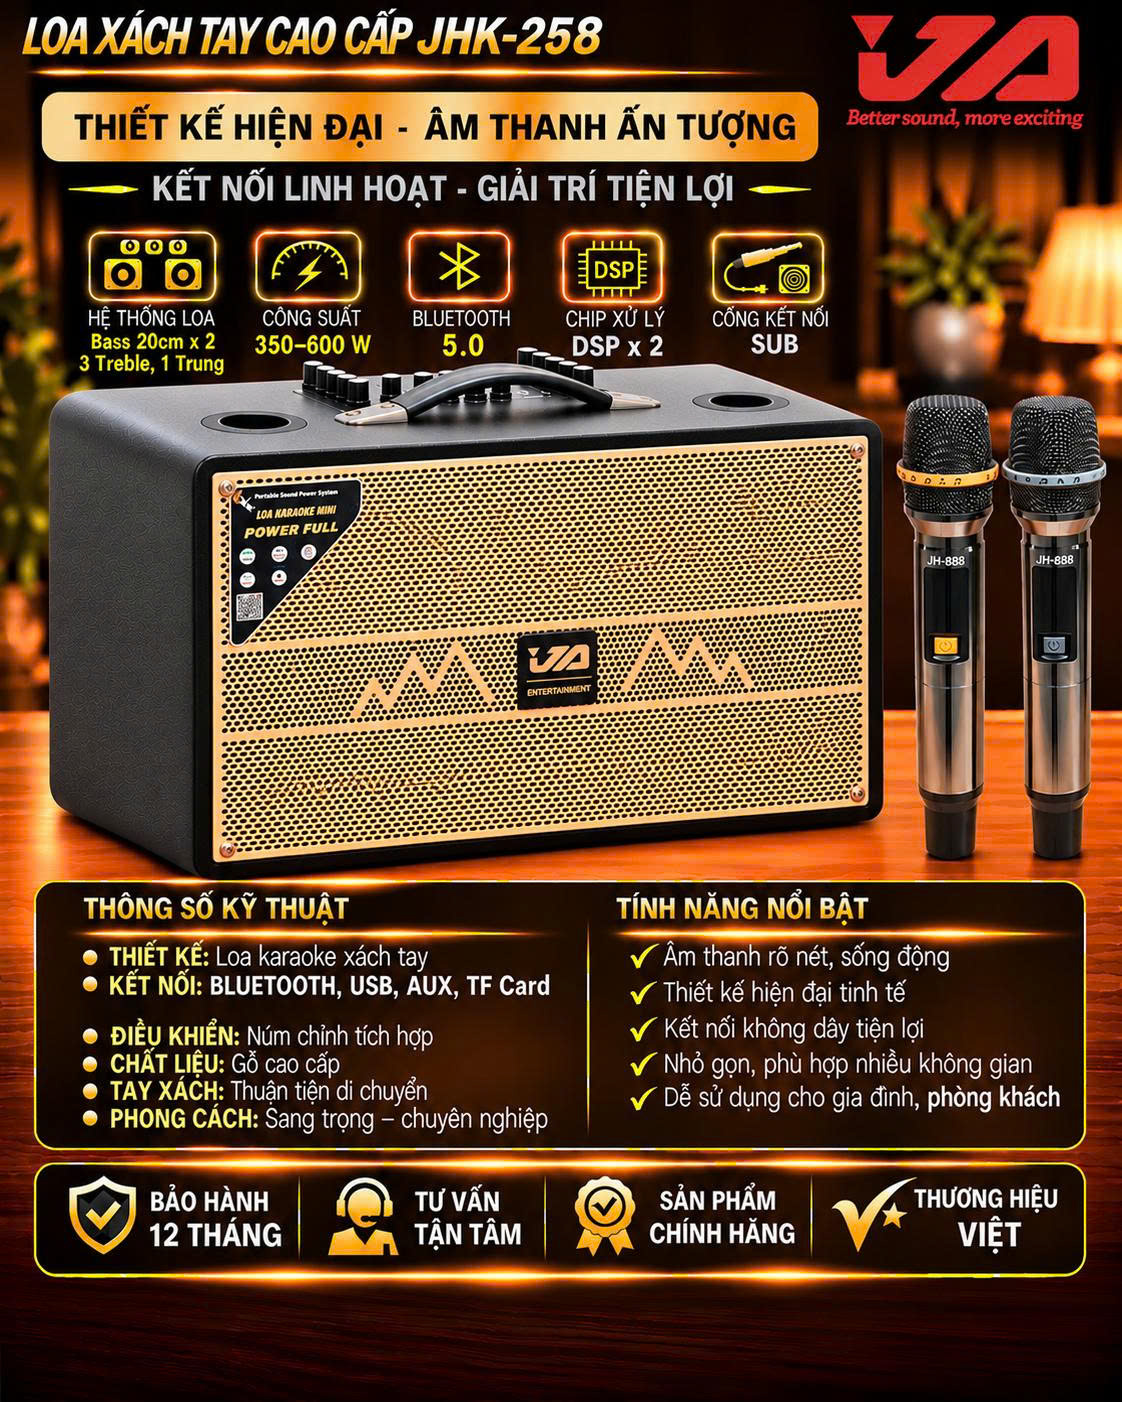 LOA XÁCH TAY CAO CẤP JHK-258
JA
Better sound, more exciting
THIẾT KẾ HIỆN ĐẠI - ÂM THANH ẤN TƯỢNG
KẾT NỐI LINH HOẠT - GIẢI TRÍ TIỆN LỢI
HỆ THỐNG LOA
Bass 20cm x 2
3 Treble, 1 Trung
CÔNG SUẤT
350–600 W
BLUETOOTH
5.0
DSP
CHIP XỬ LÝ
DSP x 2
CỔNG KẾT NỐI
SUB
Portable Sound Power System
LOA KARAOKE MINI
POWER FULL
JA
ENTERTAINMENT
JH-888
JH-888
THÔNG SỐ KỸ THUẬT
THIẾT KẾ: Loa karaoke xách tay
KẾT NỐI: BLUETOOTH, USB, AUX, TF Card
ĐIỀU KHIỂN: Núm chỉnh tích hợp
CHẤT LIỆU: Gỗ cao cấp
TAY XÁCH: Thuận tiện di chuyển
PHONG CÁCH: Sang trọng – chuyên nghiệp
TÍNH NĂNG NỔI BẬT
Âm thanh rõ nét, sống động
Thiết kế hiện đại tinh tế
Kết nối không dây tiện lợi
Nhỏ gọn, phù hợp nhiều không gian
Dễ sử dụng cho gia đình, phòng khách
BẢO HÀNH
12 THÁNG
TƯ VẤN
TẬN TÂM
SẢN PHẨM
CHÍNH HÃNG
THƯƠNG HIỆU
VIỆT